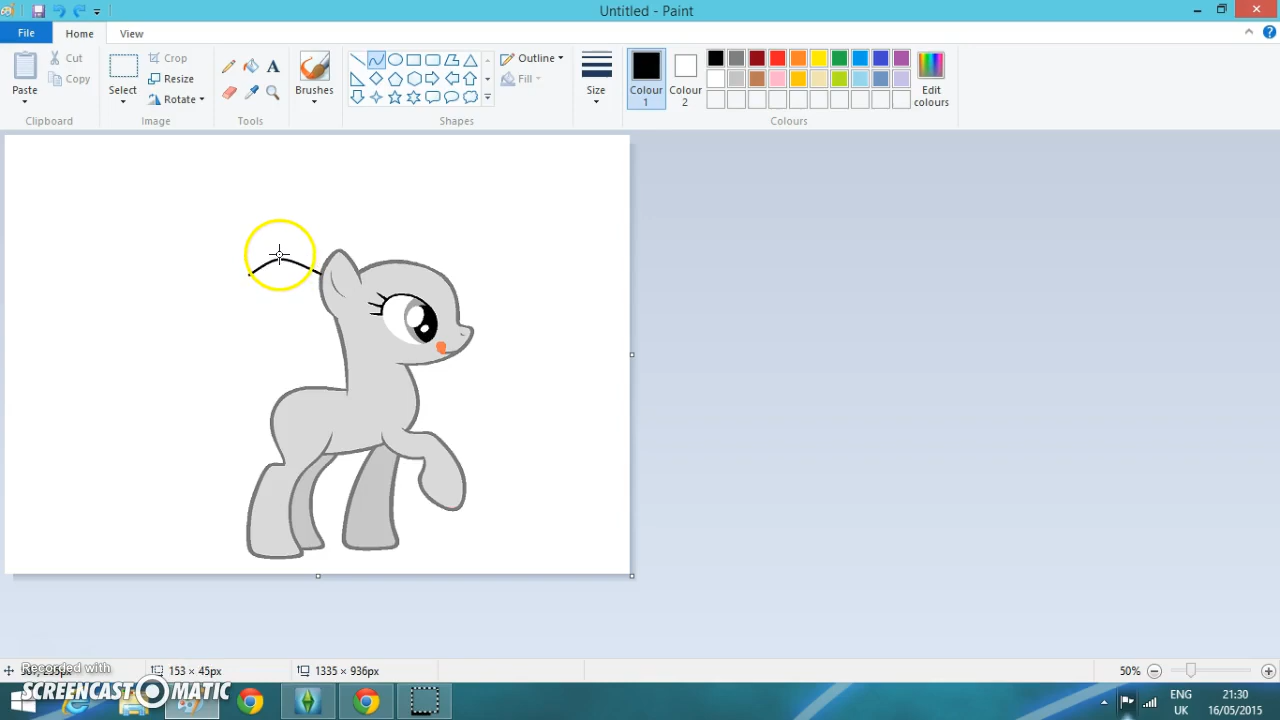 Untitled - Paint
File Home View
Cut
Copy
Paste
Clipboard
Crop
Resize
Rotate
Select
Image
A
Tools
Brushes
Outline
Fill
Shapes
Size
Colour 1
Colour 2
Edit colours
Colours
153 × 45px
1335 × 936px
50%
Recorded with
SCREENCAST MATIC
ENG
UK
21:30
16/05/2015